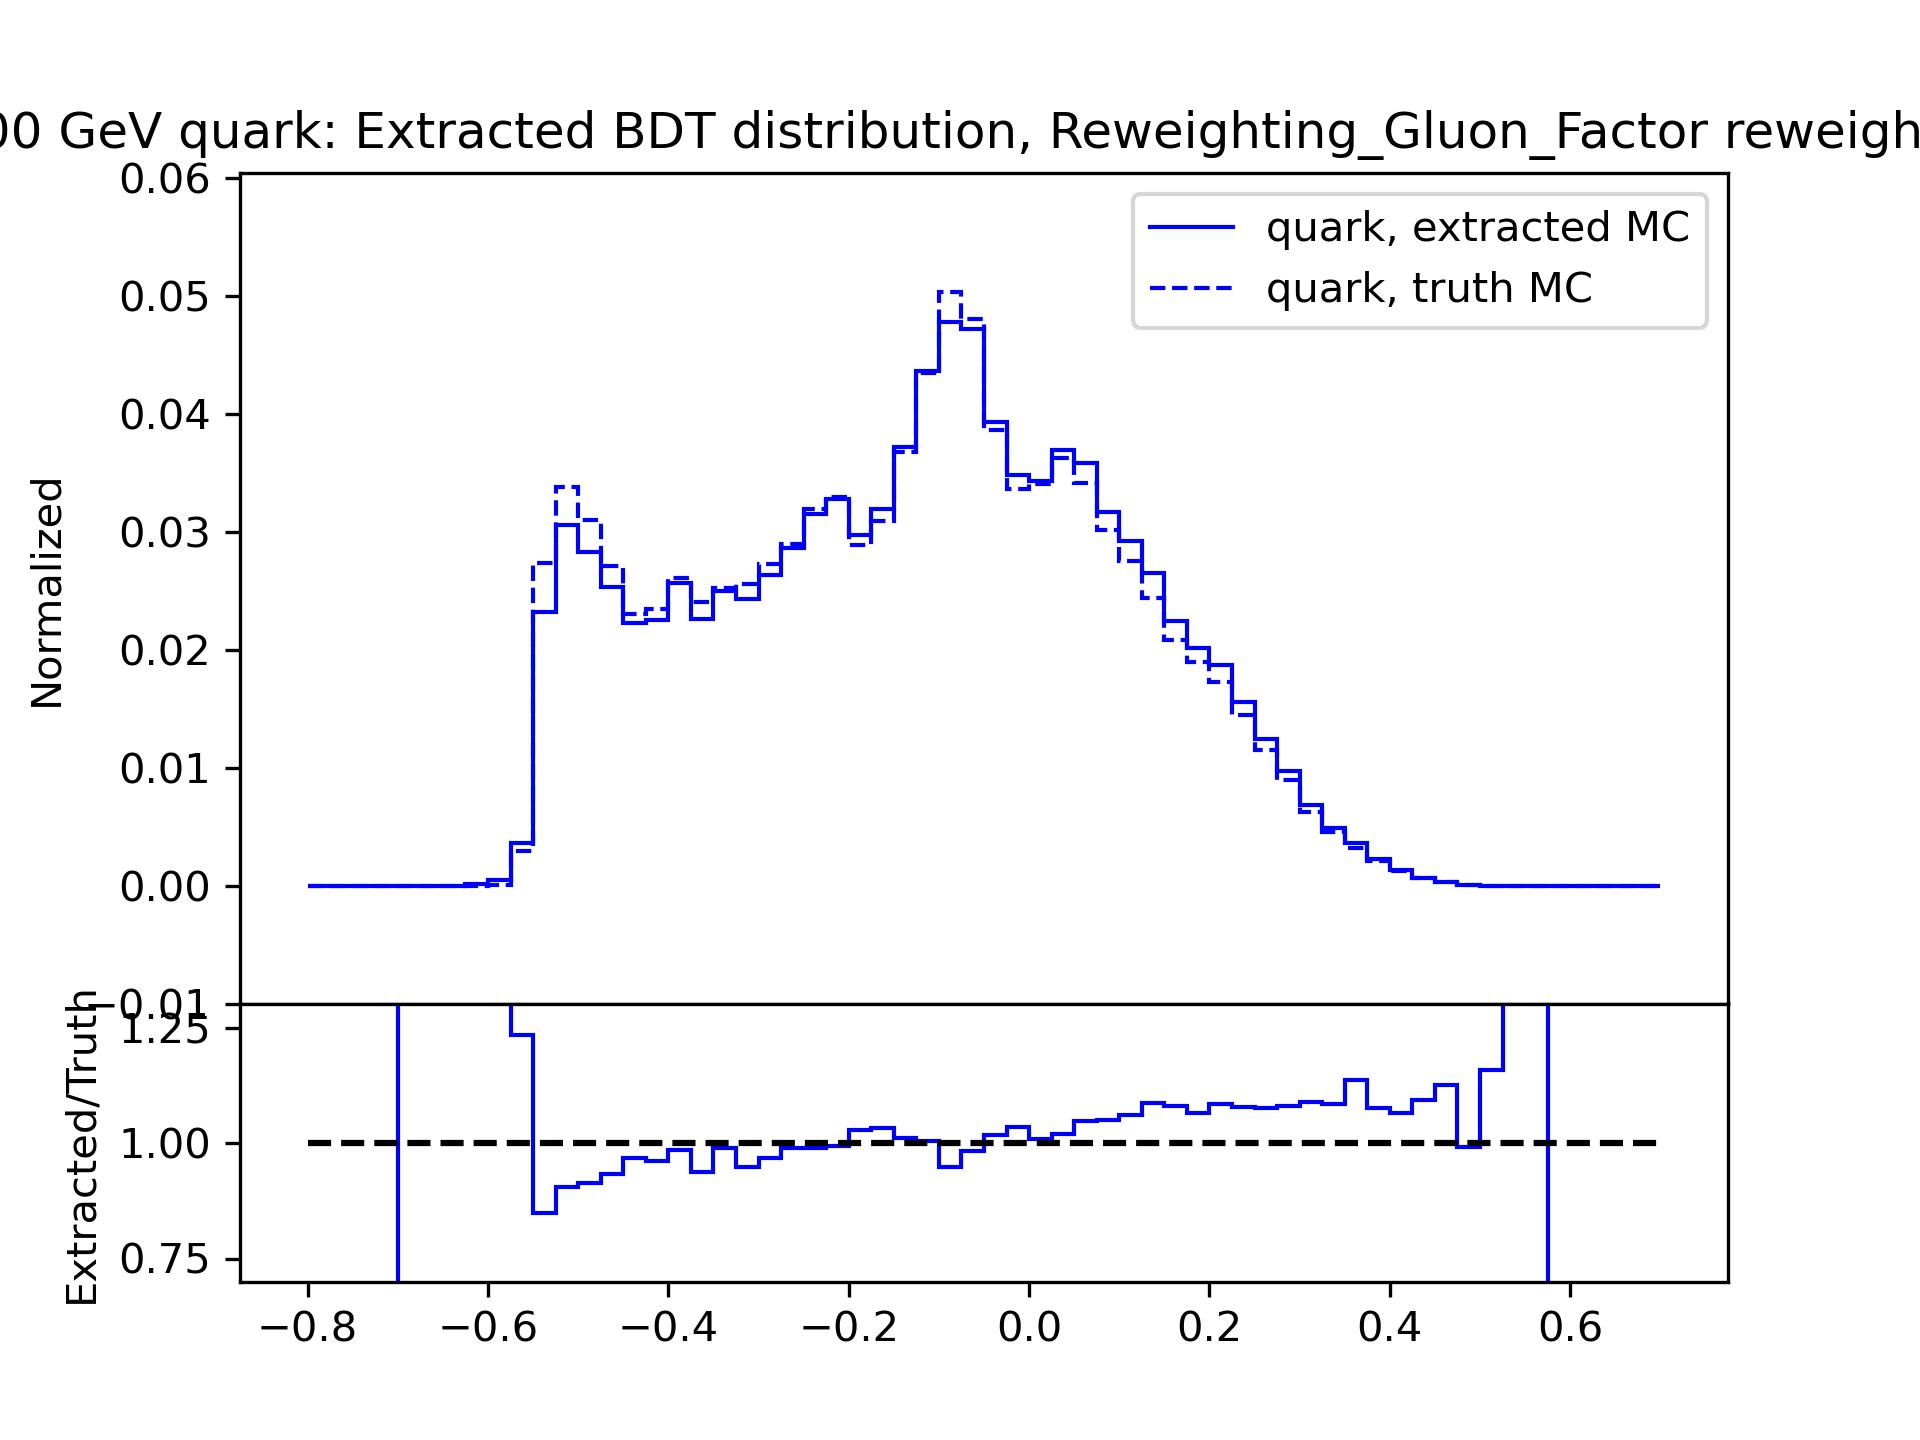 00 GeV quark: Extracted BDT distribution, Reweighting_Gluon_Factor reweigh
0.06
0.05
0.04
0.03
0.02
0.01
0.00
−0.01
Normalized
quark, extracted MC
quark, truth MC
1.25
1.00
0.75
Extracted/Truth
−0.8 −0.6 −0.4 −0.2 0.0 0.2 0.4 0.6